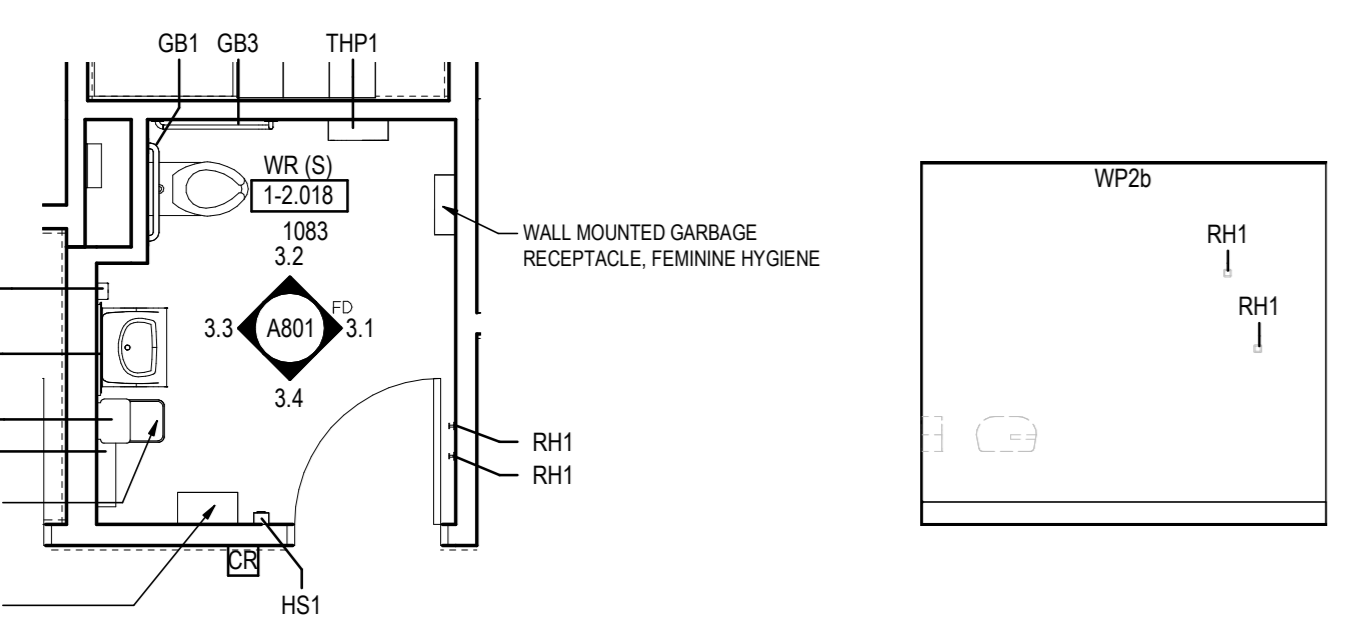 GB1
GB3
THP1
WR (S)
1-2.018
1083
3.2
3.3
A801
FD
3.1
3.4
WALL MOUNTED GARBAGE
RECEPTACLE, FEMININE HYGIENE
RH1
RH1
CR
HS1
WP2b
RH1
RH1